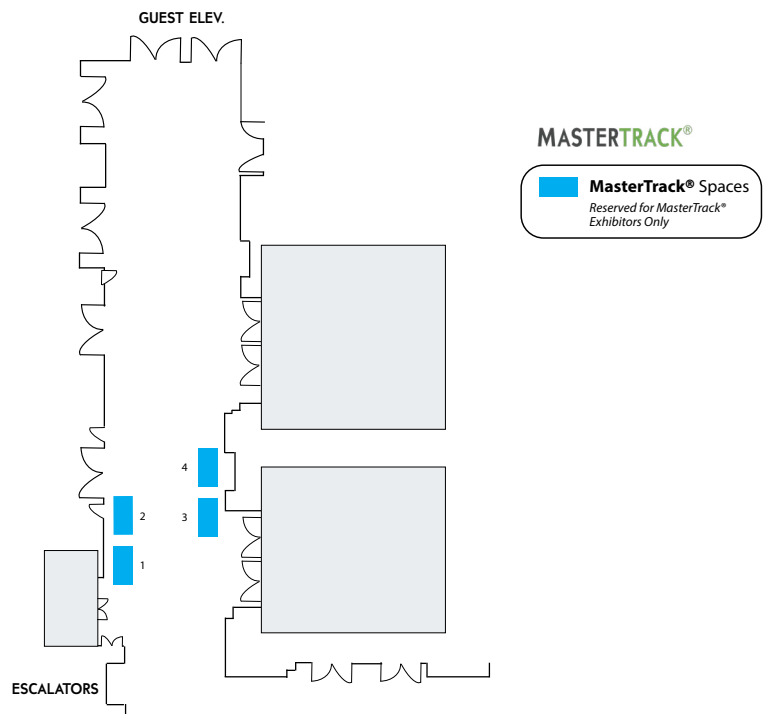 GUEST ELEV.
MASTERTRACK®
MasterTrack® Spaces
Reserved for MasterTrack®
Exhibitors Only
4
2
3
1
ESCALATORS